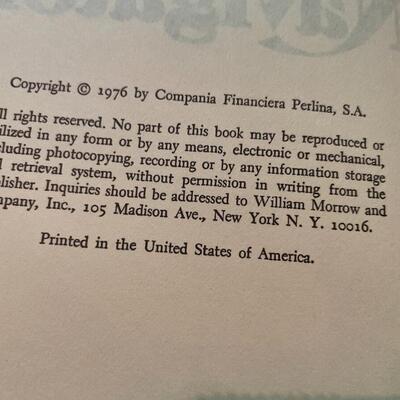 Copyright © 1976 by Compania Financiera Perlina, S.A.
ll rights reserved. No part of this book may be reproduced or
ilized in any form or by any means, electronic or mechanical,
cluding photocopying, recording or by any information storage
d retrieval system, without permission in writing from the
blisher. Inquiries should be addressed to William Morrow and
mpany, Inc., 105 Madison Ave., New York N. Y. 10016.
Printed in the United States of America.